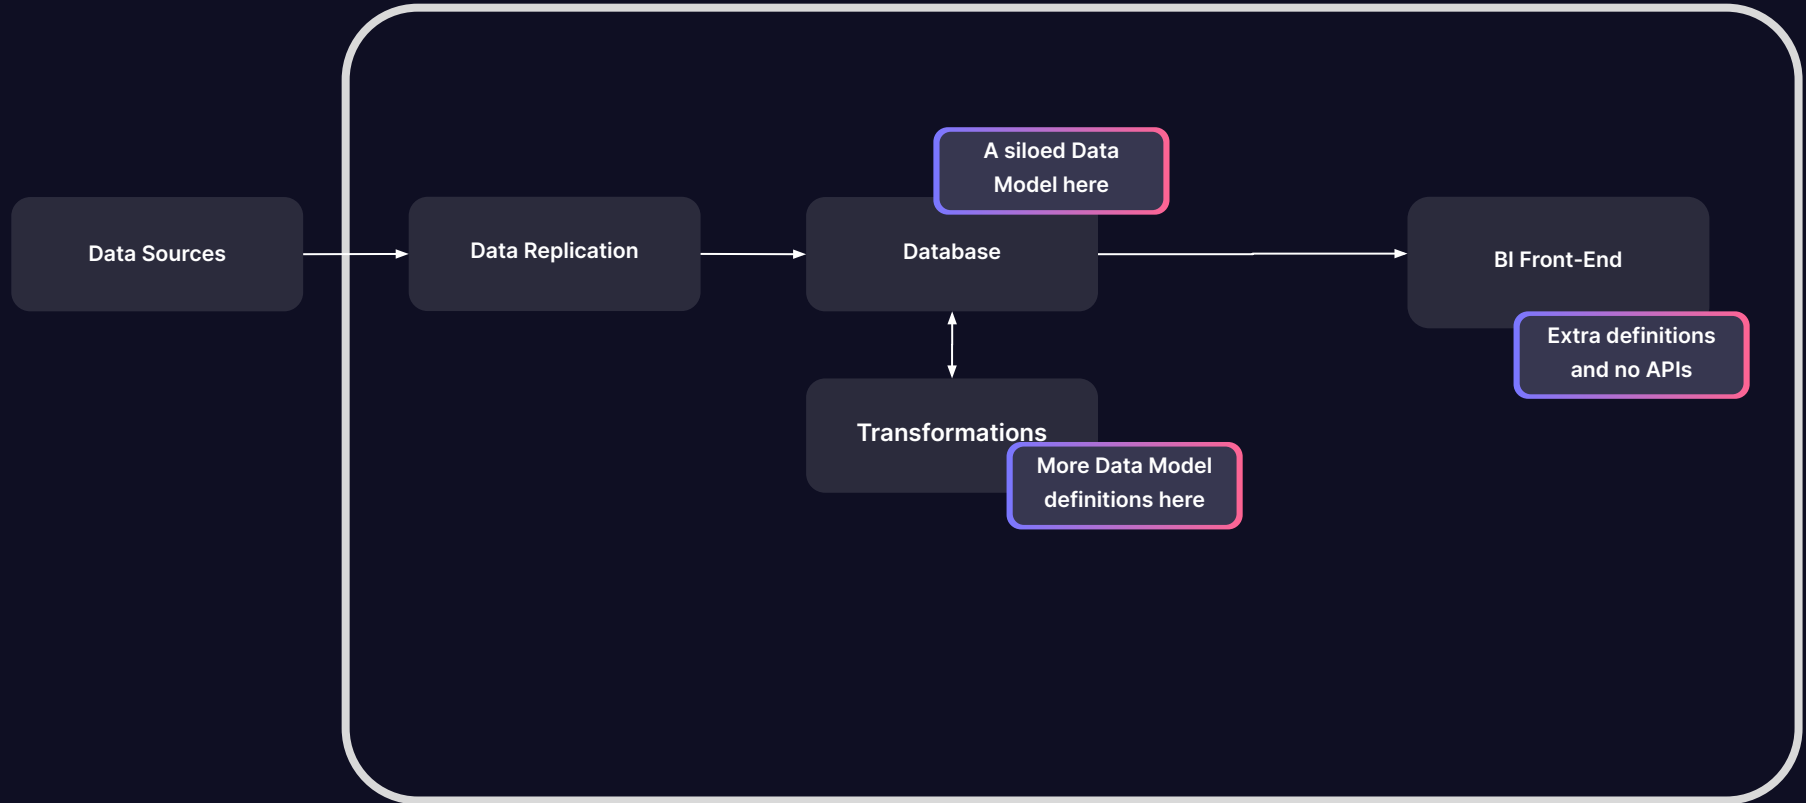 A siloed Data
Model here
Data Sources
Data Replication
Database
BI Front-End
Extra definitions
and no APIs
Transformations
More Data Model
definitions here